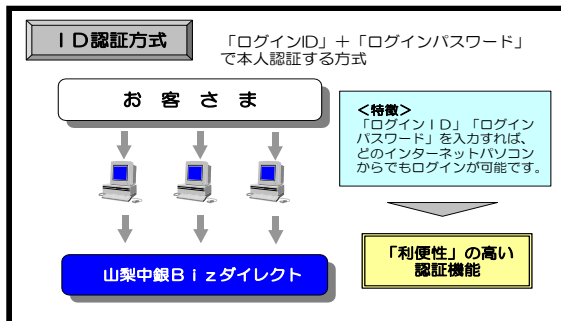 ＩＤ認証方式
「ログインID」＋「ログインパスワード」
で本人認証する方式
お客さま
＜特徴＞
「ログインＩＤ」「ログイン
パスワード」を入力すれば、
どのインターネットパソコン
からでもログインが可能です。
「利便性」の高い
認証機能
山梨中銀Ｂｉｚダイレクト